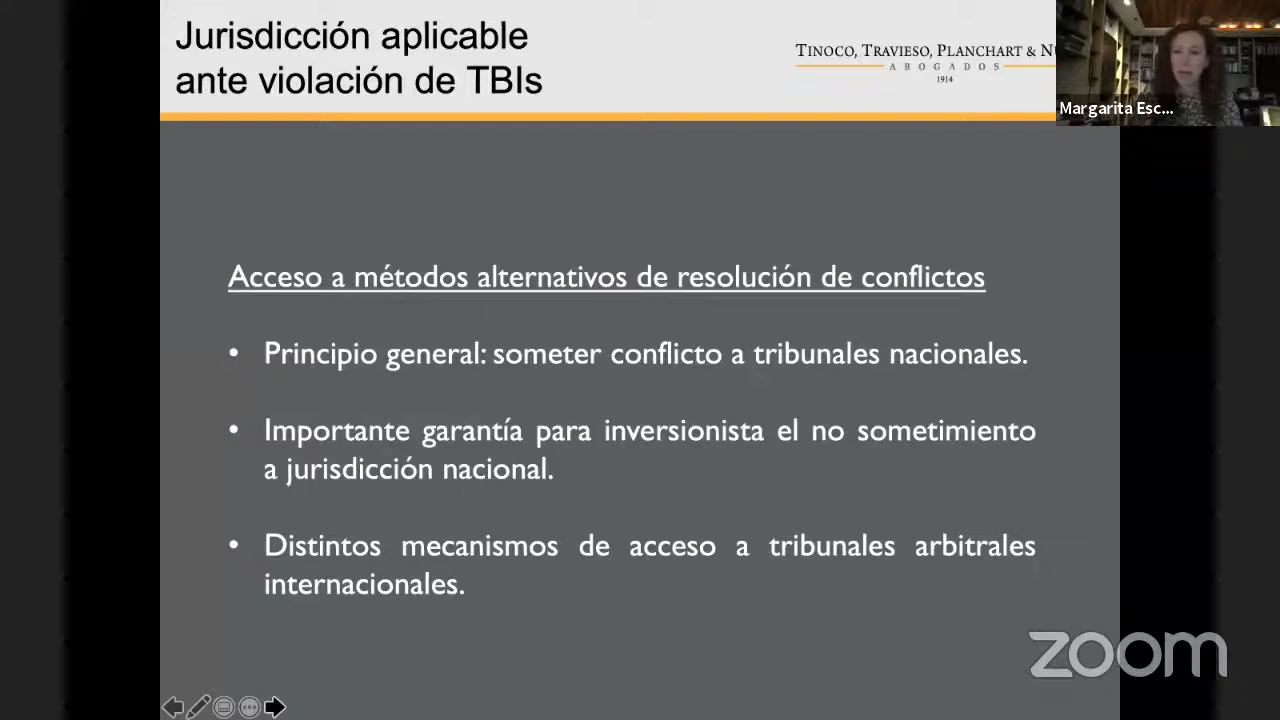 Jurisdicción aplicable
ante violación de TBIs
TINOCO, TRAVIESO, PLANCHART & N
ABOGADOS
1914
Margarita Esc...
Acceso a métodos alternativos de resolución de conflictos
• Principio general: someter conflicto a tribunales nacionales.
• Importante garantía para inversionista el no sometimiento
a jurisdicción nacional.
• Distintos mecanismos de acceso a tribunales arbitrales
internacionales.
zoom